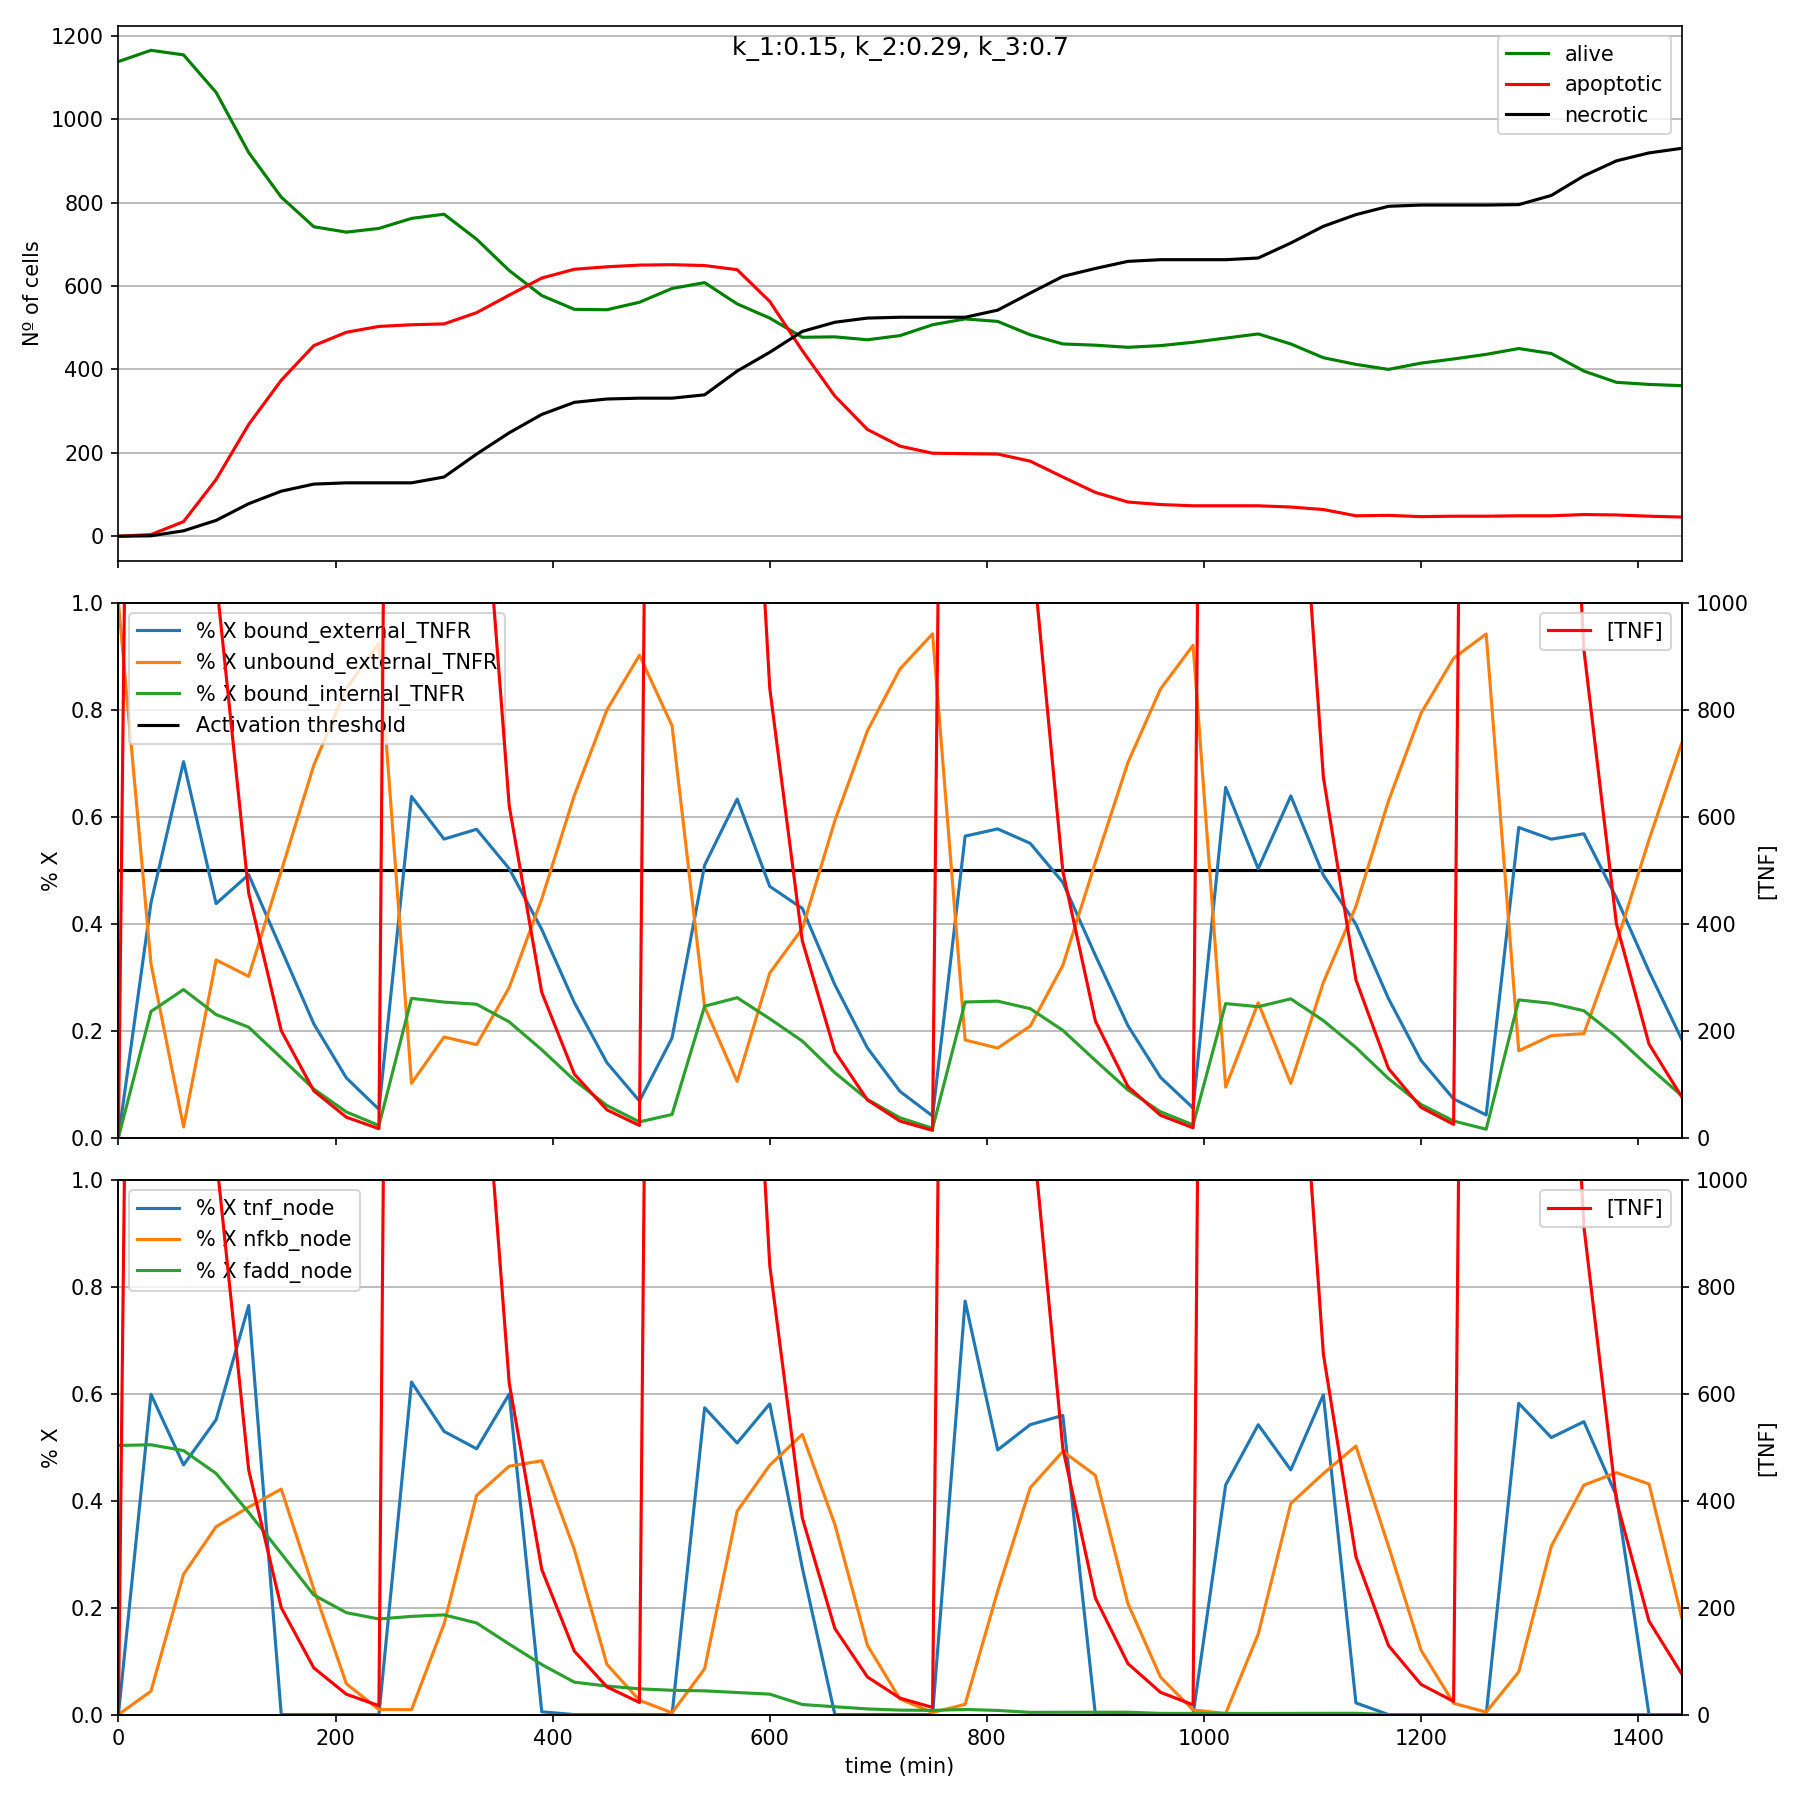 k_1:0.15, k_2:0.29, k_3:0.7
1200
1000
800
600
400
200
0
Nº of cells
alive
apoptotic
necrotic
1.0
0.8
0.6
0.4
0.2
0.0
% X
% X bound_external_TNFR
% X unbound_external_TNFR
% X bound_internal_TNFR
Activation threshold
[TNF]
1000
800
600
400
200
0
[TNF]
1.0
0.8
0.6
0.4
0.2
0.0
% X
% X tnf_node
% X nfkb_node
% X fadd_node
[TNF]
1000
800
600
400
200
0
[TNF]
0 200 400 600 800 1000 1200 1400
time (min)